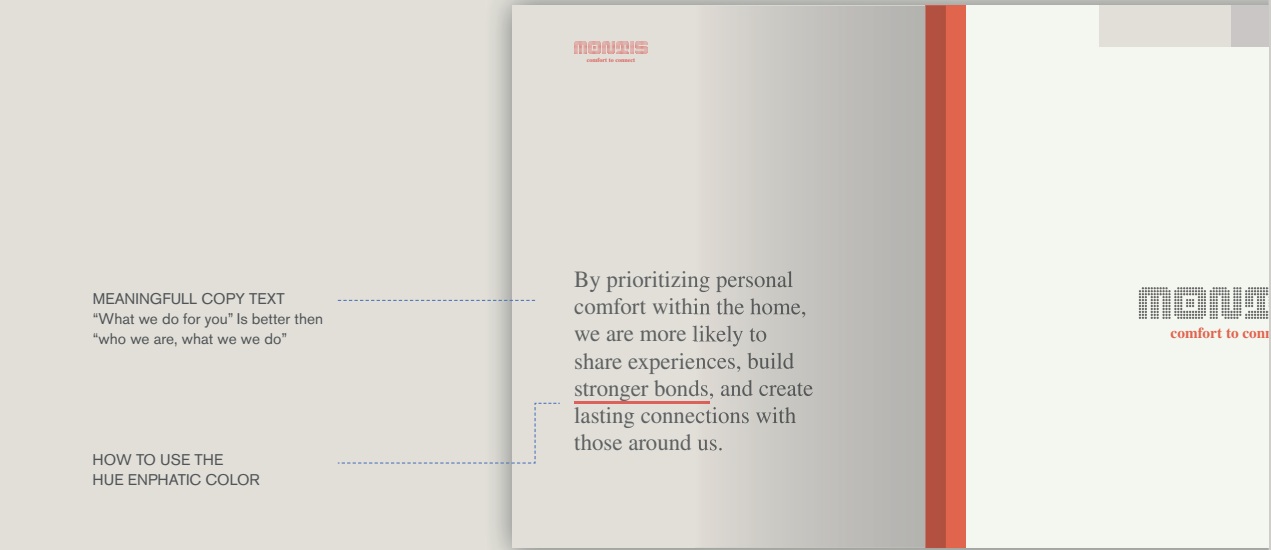 MONTIS
comfort to connect
MEANINGFULL COPY TEXT
“What we do for you” Is better then
“who we are, what we we do”
HOW TO USE THE
HUE ENPHATIC COLOR
By prioritizing personal
comfort within the home,
we are more likely to
share experiences, build
stronger bonds, and create
lasting connections with
those around us.
MONT
comfort to conn